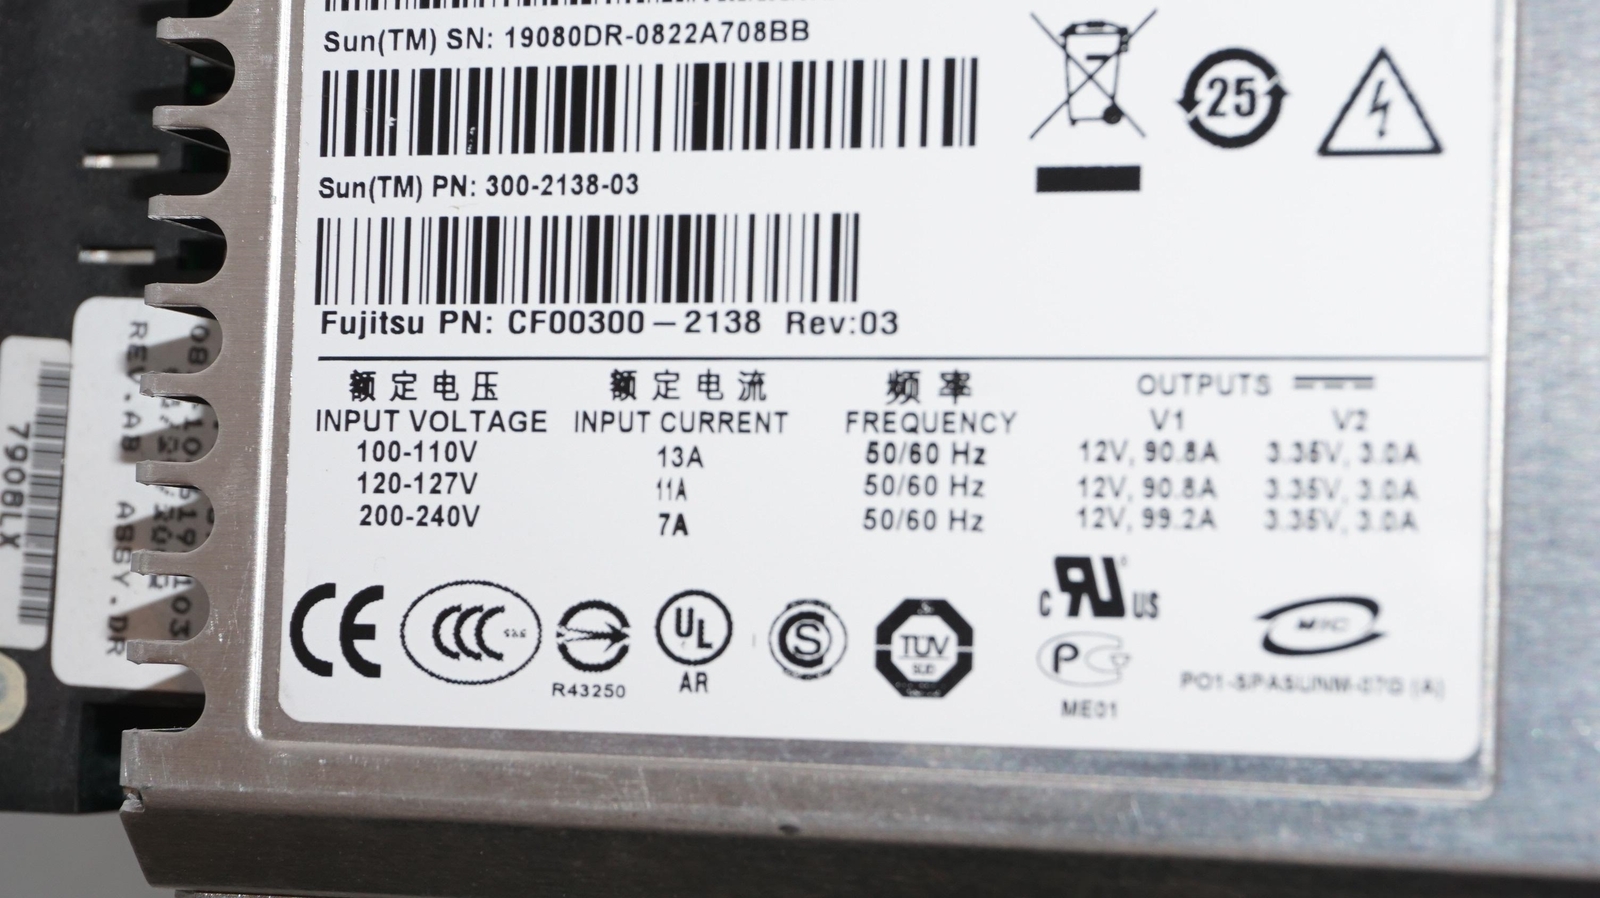 Sun(TM) SN: 19080DR-0822A708BB
25
Sun(TM) PN: 300-2138-03
Fujitsu PN: CF00300-2138 Rev:03
额定电压 额定电流 频率 OUTPUTS
INPUT VOLTAGE INPUT CURRENT FREQUENCY V1 V2
100-110V 13A 50/60 Hz 12V, 90.8A 3.35V, 3.0A
120-127V 11A 50/60 Hz 12V, 90.8A 3.35V, 3.0A
200-240V 7A 50/60 Hz 12V, 99.2A 3.35V, 3.0A
CE CCC UL S TUV c RU US
R43250 AR SUD PC
ME01
7908LX
REV.AB ASSY.DR